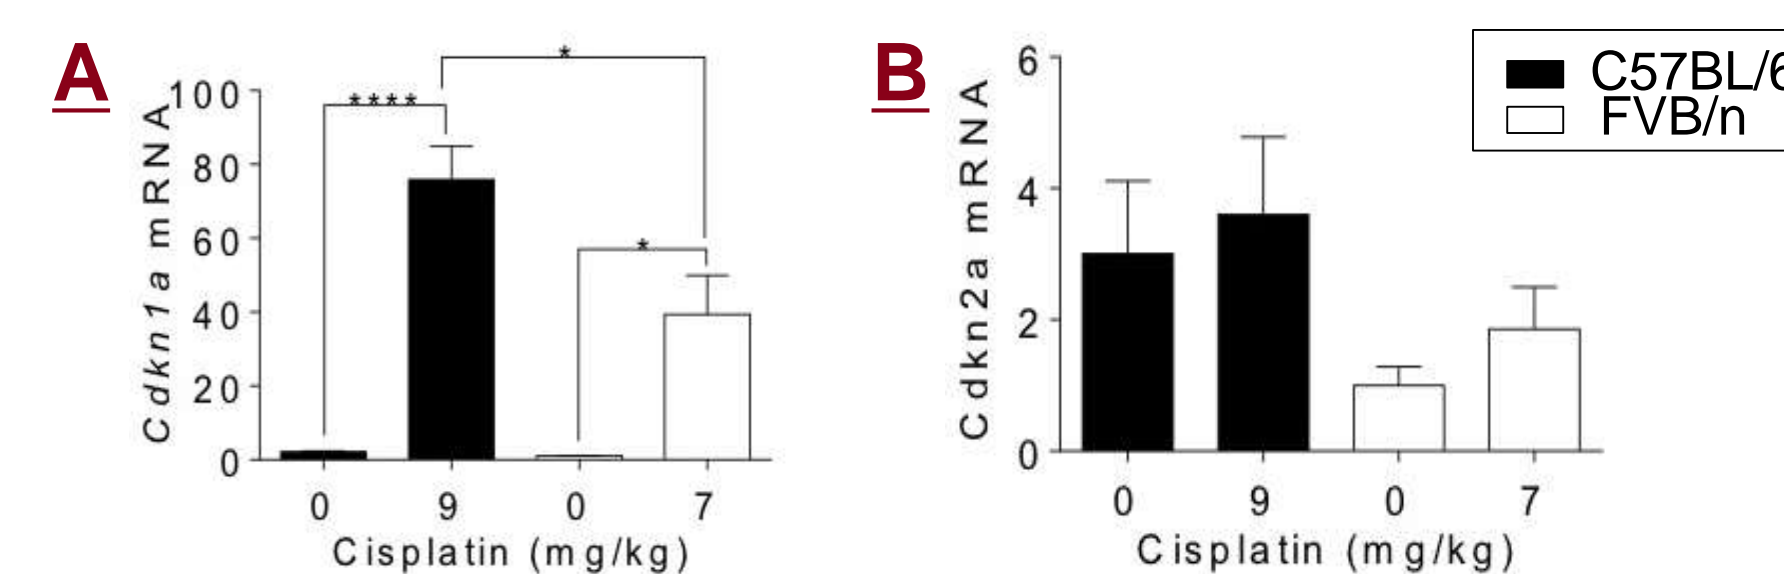 A
Cdkn1a mRNA
100
80
60
40
20
0
****
*
*
0 9 0 7
Cisplatin (mg/kg)
B
Cdkn2a mRNA
6
4
2
0
0 9 0 7
Cisplatin (mg/kg)
C57BL/6
FVB/n